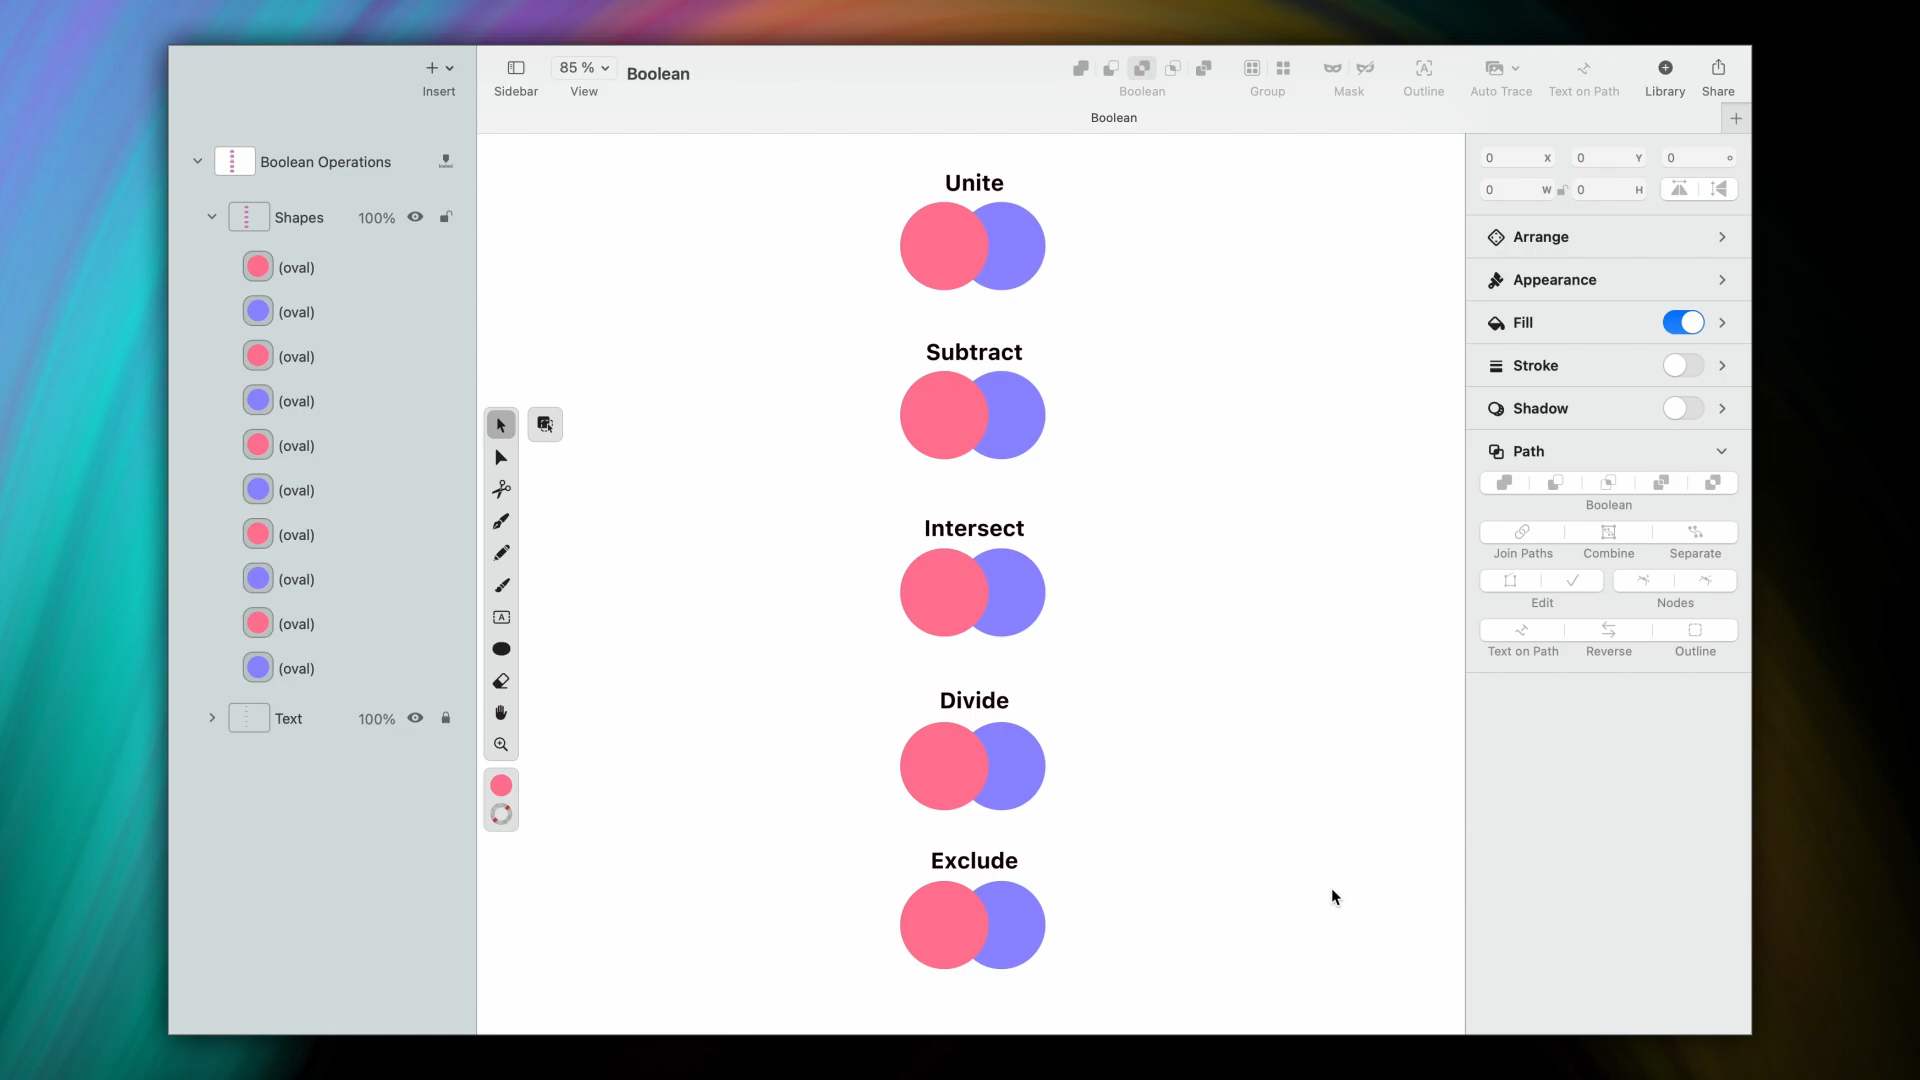 Insert
Sidebar
85 %
View
Boolean
Boolean
Group
Mask
Outline
Auto Trace
Text on Path
Library
Share
Boolean
Boolean Operations
Shapes 100%
(oval)
(oval)
(oval)
(oval)
(oval)
(oval)
(oval)
(oval)
(oval)
(oval)
Text 100%
A
Unite
Subtract
Intersect
Divide
Exclude
0 X 0 Y 0 °
0 W 0 H
Arrange
Appearance
Fill
Stroke
Shadow
Path
Boolean
Join Paths Combine Separate
Edit Nodes
Text on Path Reverse Outline